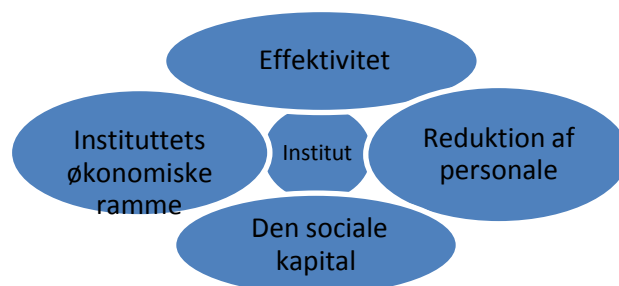 Effektivitet
Instituttets
økonomiske
ramme
Institut
Reduktion af
personale
Den sociale
kapital